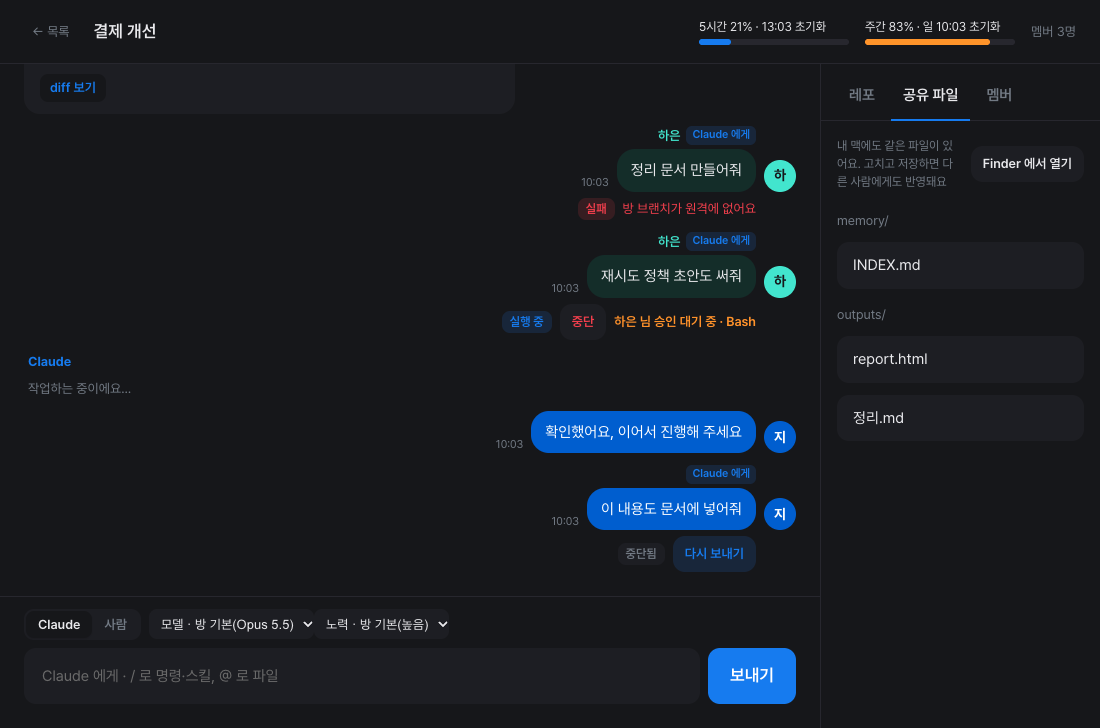 ← 목록
결제 개선
5시간 21% · 13:03 초기화
주간 83% · 일 10:03 초기화
멤버 3명
diff 보기
하은 Claude 에게
정리 문서 만들어줘
10:03
하
실패 방 브랜치가 원격에 없어요
하은 Claude 에게
재시도 정책 초안도 써줘
10:03
하
실행 중 중단 하은 님 승인 대기 중 · Bash
Claude
작업하는 중이에요...
확인했어요, 이어서 진행해 주세요
10:03
지
Claude 에게
이 내용도 문서에 넣어줘
10:03
지
중단됨 다시 보내기
Claude 사람 모델 · 방 기본(Opus 5.5) 노력 · 방 기본(높음)
Claude 에게 · / 로 명령·스킬, @ 로 파일
보내기
레포 공유 파일 멤버
내 맥에도 같은 파일이 있
어요. 고치고 저장하면 다
른 사람에게도 반영돼요
Finder 에서 열기
memory/
INDEX.md
outputs/
report.html
정리.md